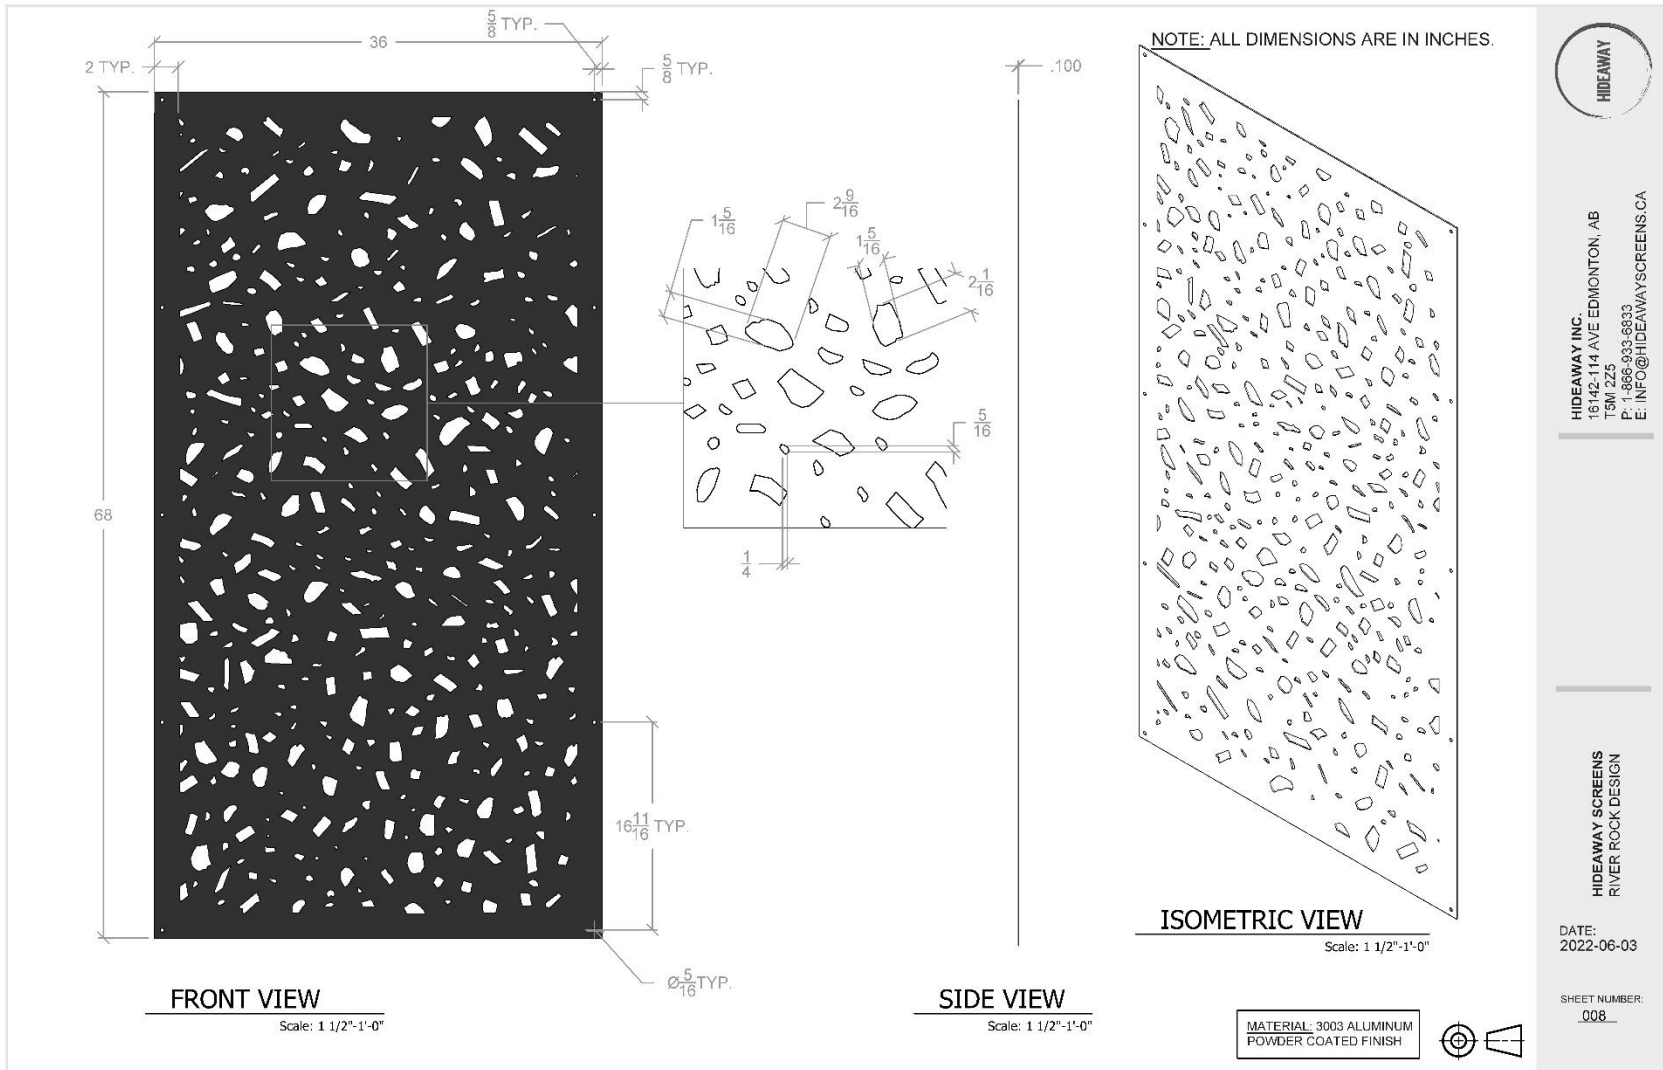 5/8 TYP.
36
2 TYP.
5/8 TYP.
68
16 11/16 TYP.
Ø5/16 TYP.
FRONT VIEW
Scale: 1 1/2"-1'-0"
1 5/16
2 9/16
1 5/16
2 1/16
5/16
1/4
.100
SIDE VIEW
Scale: 1 1/2"-1'-0"
NOTE: ALL DIMENSIONS ARE IN INCHES.
ISOMETRIC VIEW
Scale: 1 1/2"-1'-0"
MATERIAL: 3003 ALUMINUM
POWDER COATED FINISH
HIDEAWAY
HIDEAWAY INC.
16142-114 AVE EDMONTON, AB
T5M 2Z5
P: 1-866-933-6833
E: INFO@HIDEAWAYSCREENS.CA
HIDEAWAY SCREENS
RIVER ROCK DESIGN
DATE:
2022-06-03
SHEET NUMBER:
008